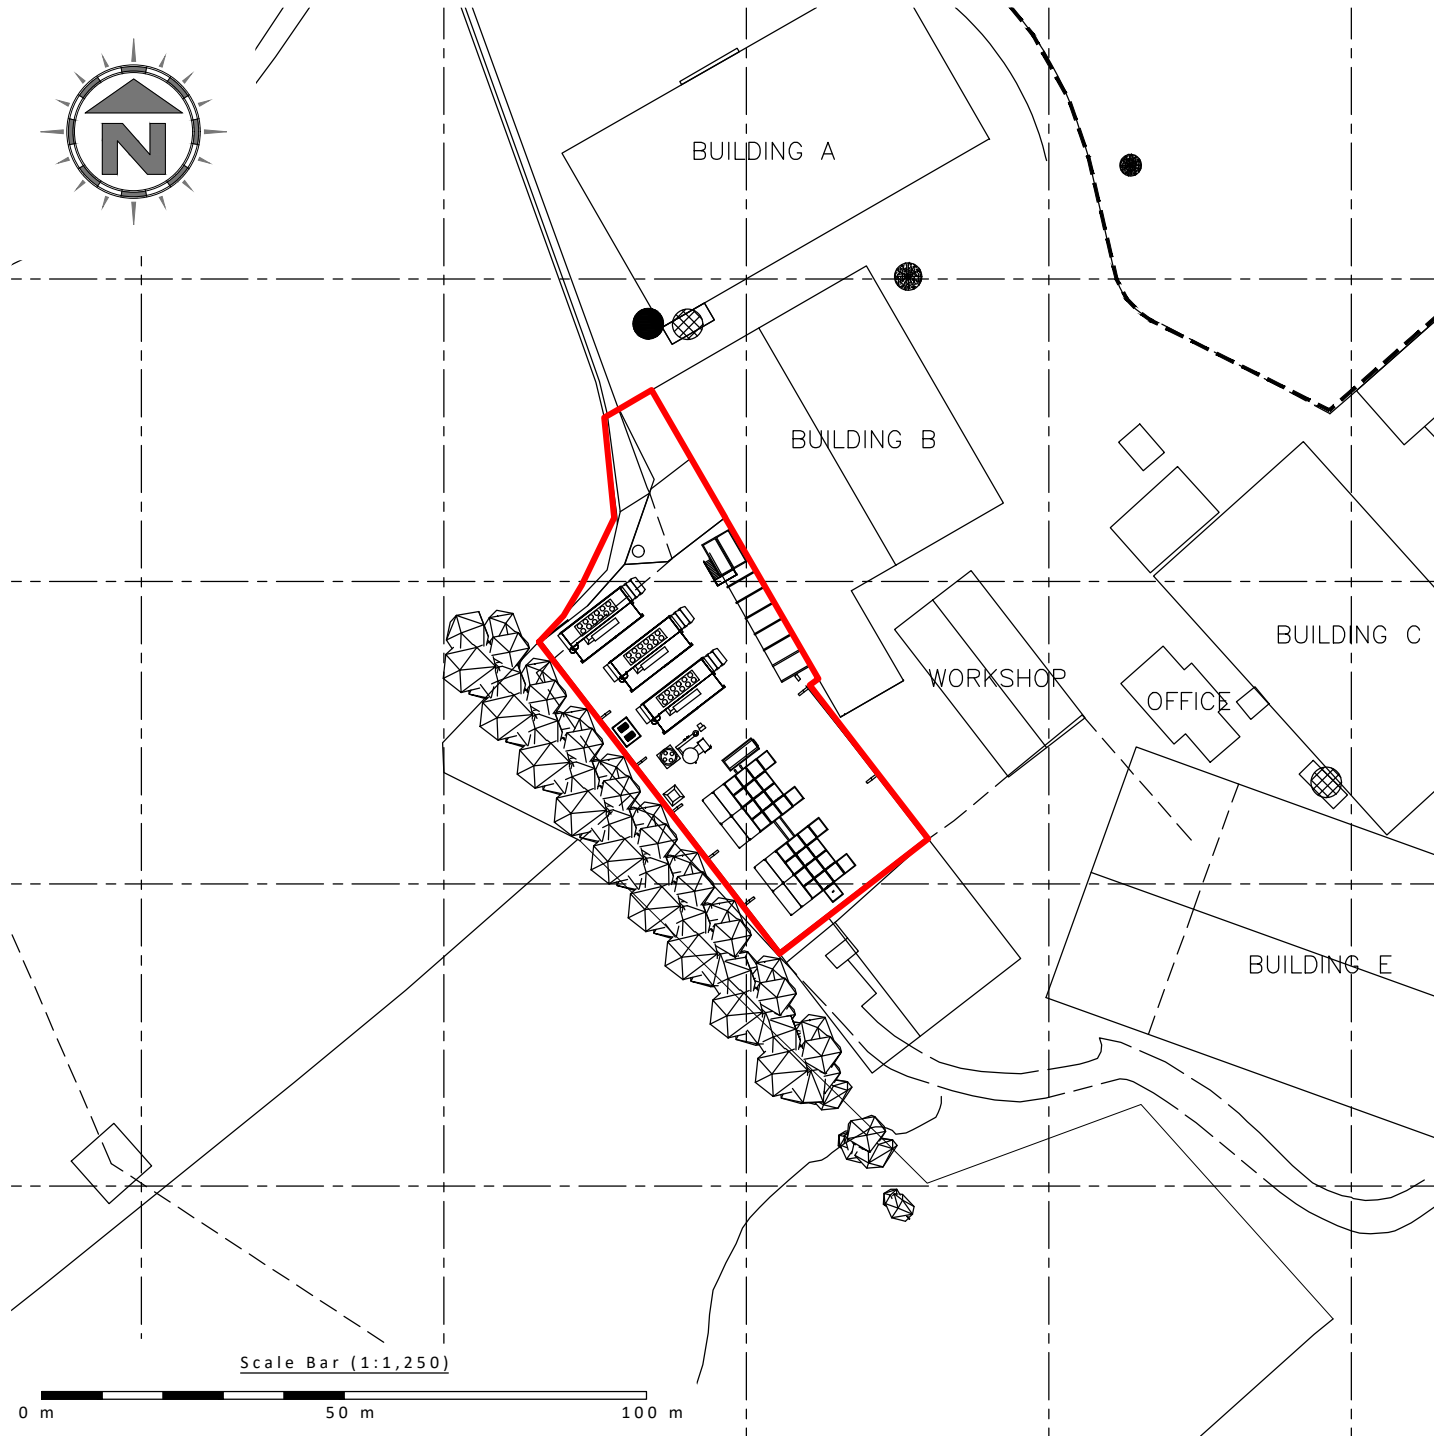 N
BUILDING A
BUILDING B
BUILDING C
WORKSHOP
OFFICE
BUILDING E
Scale Bar (1:1,250)
0 m 50 m 100 m